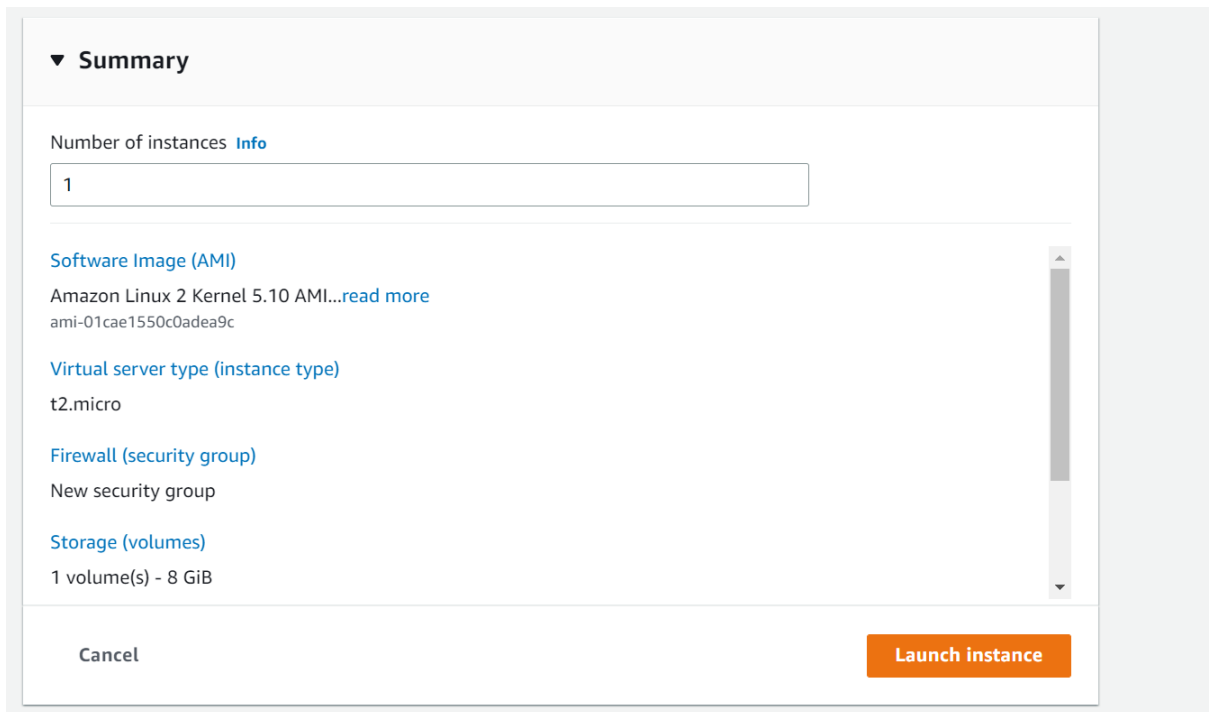 Summary
Number of instances Info
1
Software Image (AMI)
Amazon Linux 2 Kernel 5.10 AMI...read more
ami-01cae1550c0adea9c
Virtual server type (instance type)
t2.micro
Firewall (security group)
New security group
Storage (volumes)
1 volume(s) - 8 GiB
Cancel Launch instance